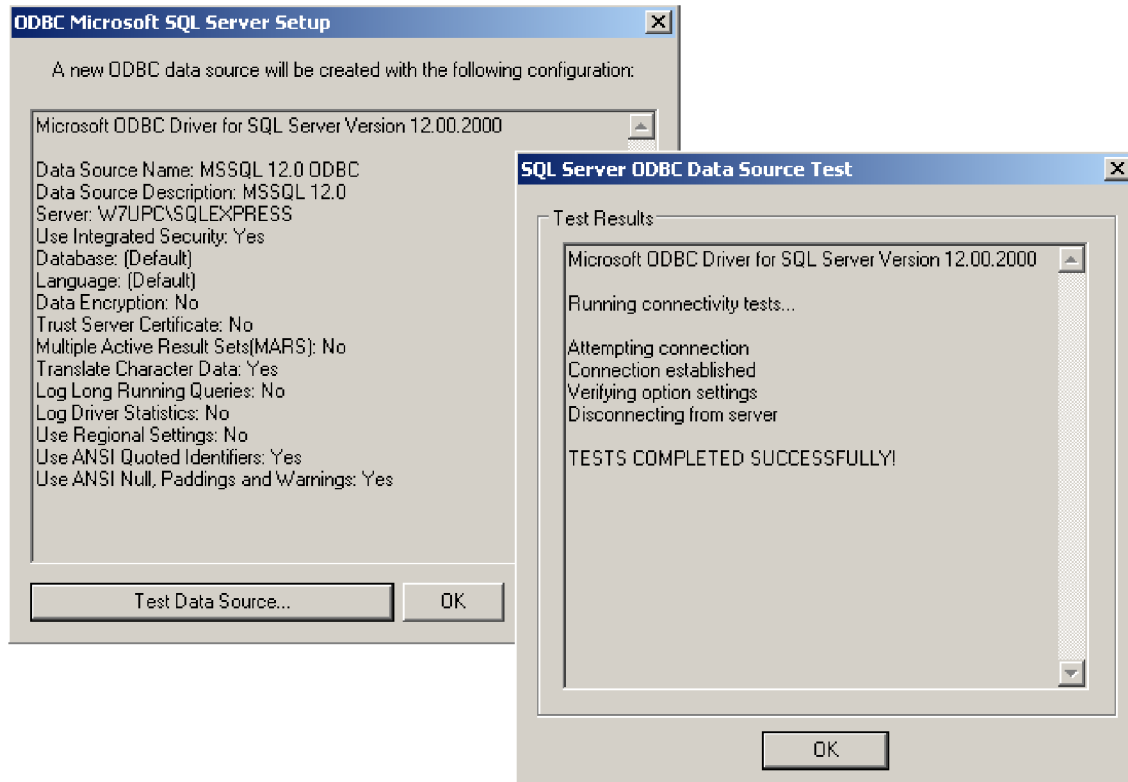 ODBC Microsoft SQL Server Setup
A new ODBC data source will be created with the following configuration:
Microsoft ODBC Driver for SQL Server Version 12.00.2000
Data Source Name: MSSQL 12.0 ODBC
Data Source Description: MSSQL 12.0
Server: W7UPC\SQLEXPRESS
Use Integrated Security: Yes
Database: (Default)
Language: (Default)
Data Encryption: No
Trust Server Certificate: No
Multiple Active Result Sets(MARS): No
Translate Character Data: Yes
Log Long Running Queries: No
Log Driver Statistics: No
Use Regional Settings: No
Use ANSI Quoted Identifiers: Yes
Use ANSI Null, Paddings and Warnings: Yes
Test Data Source...
OK
SQL Server ODBC Data Source Test
Test Results
Microsoft ODBC Driver for SQL Server Version 12.00.2000
Running connectivity tests...
Attempting connection
Connection established
Verifying option settings
Disconnecting from server
TESTS COMPLETED SUCCESSFULLY!
OK